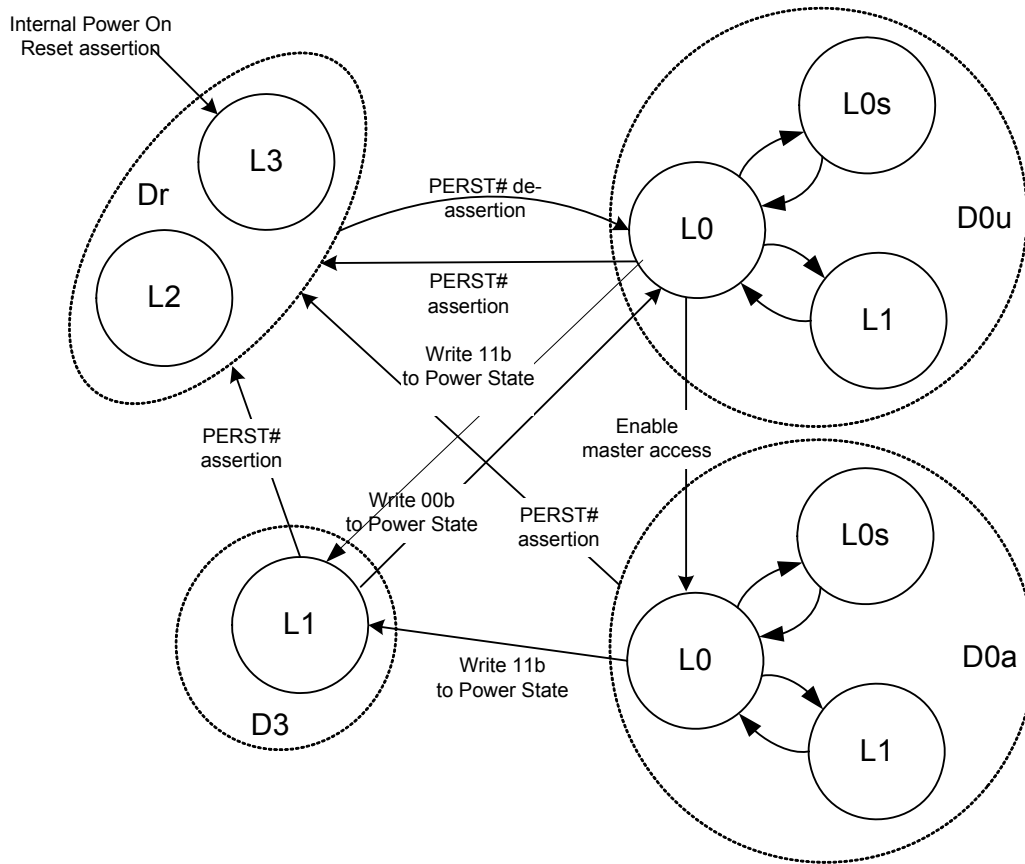 Internal Power On
Reset assertion
L3
Dr
L2
PERST# de-
assertion
PERST#
assertion
L0s
L0
D0u
L1
Write 11b
to Power State
Enable
master access
PERST#
assertion
Write 00b
to Power State
PERST#
assertion
L1
D3
Write 11b
to Power State
L0s
L0
D0a
L1